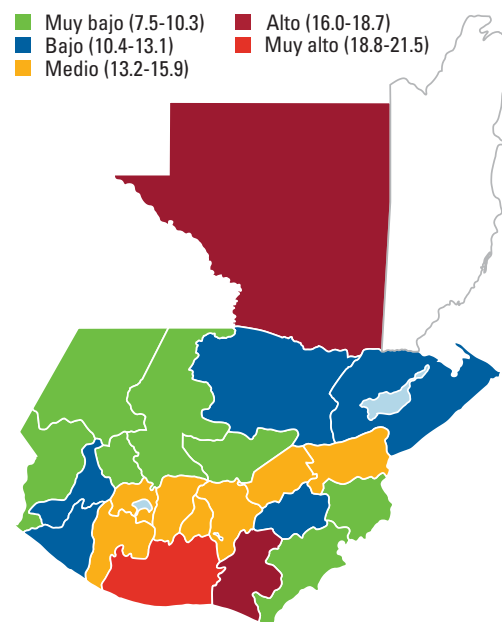 Muy bajo (7.5-10.3)
Bajo (10.4-13.1)
Medio (13.2-15.9)
Alto (16.0-18.7)
Muy alto (18.8-21.5)